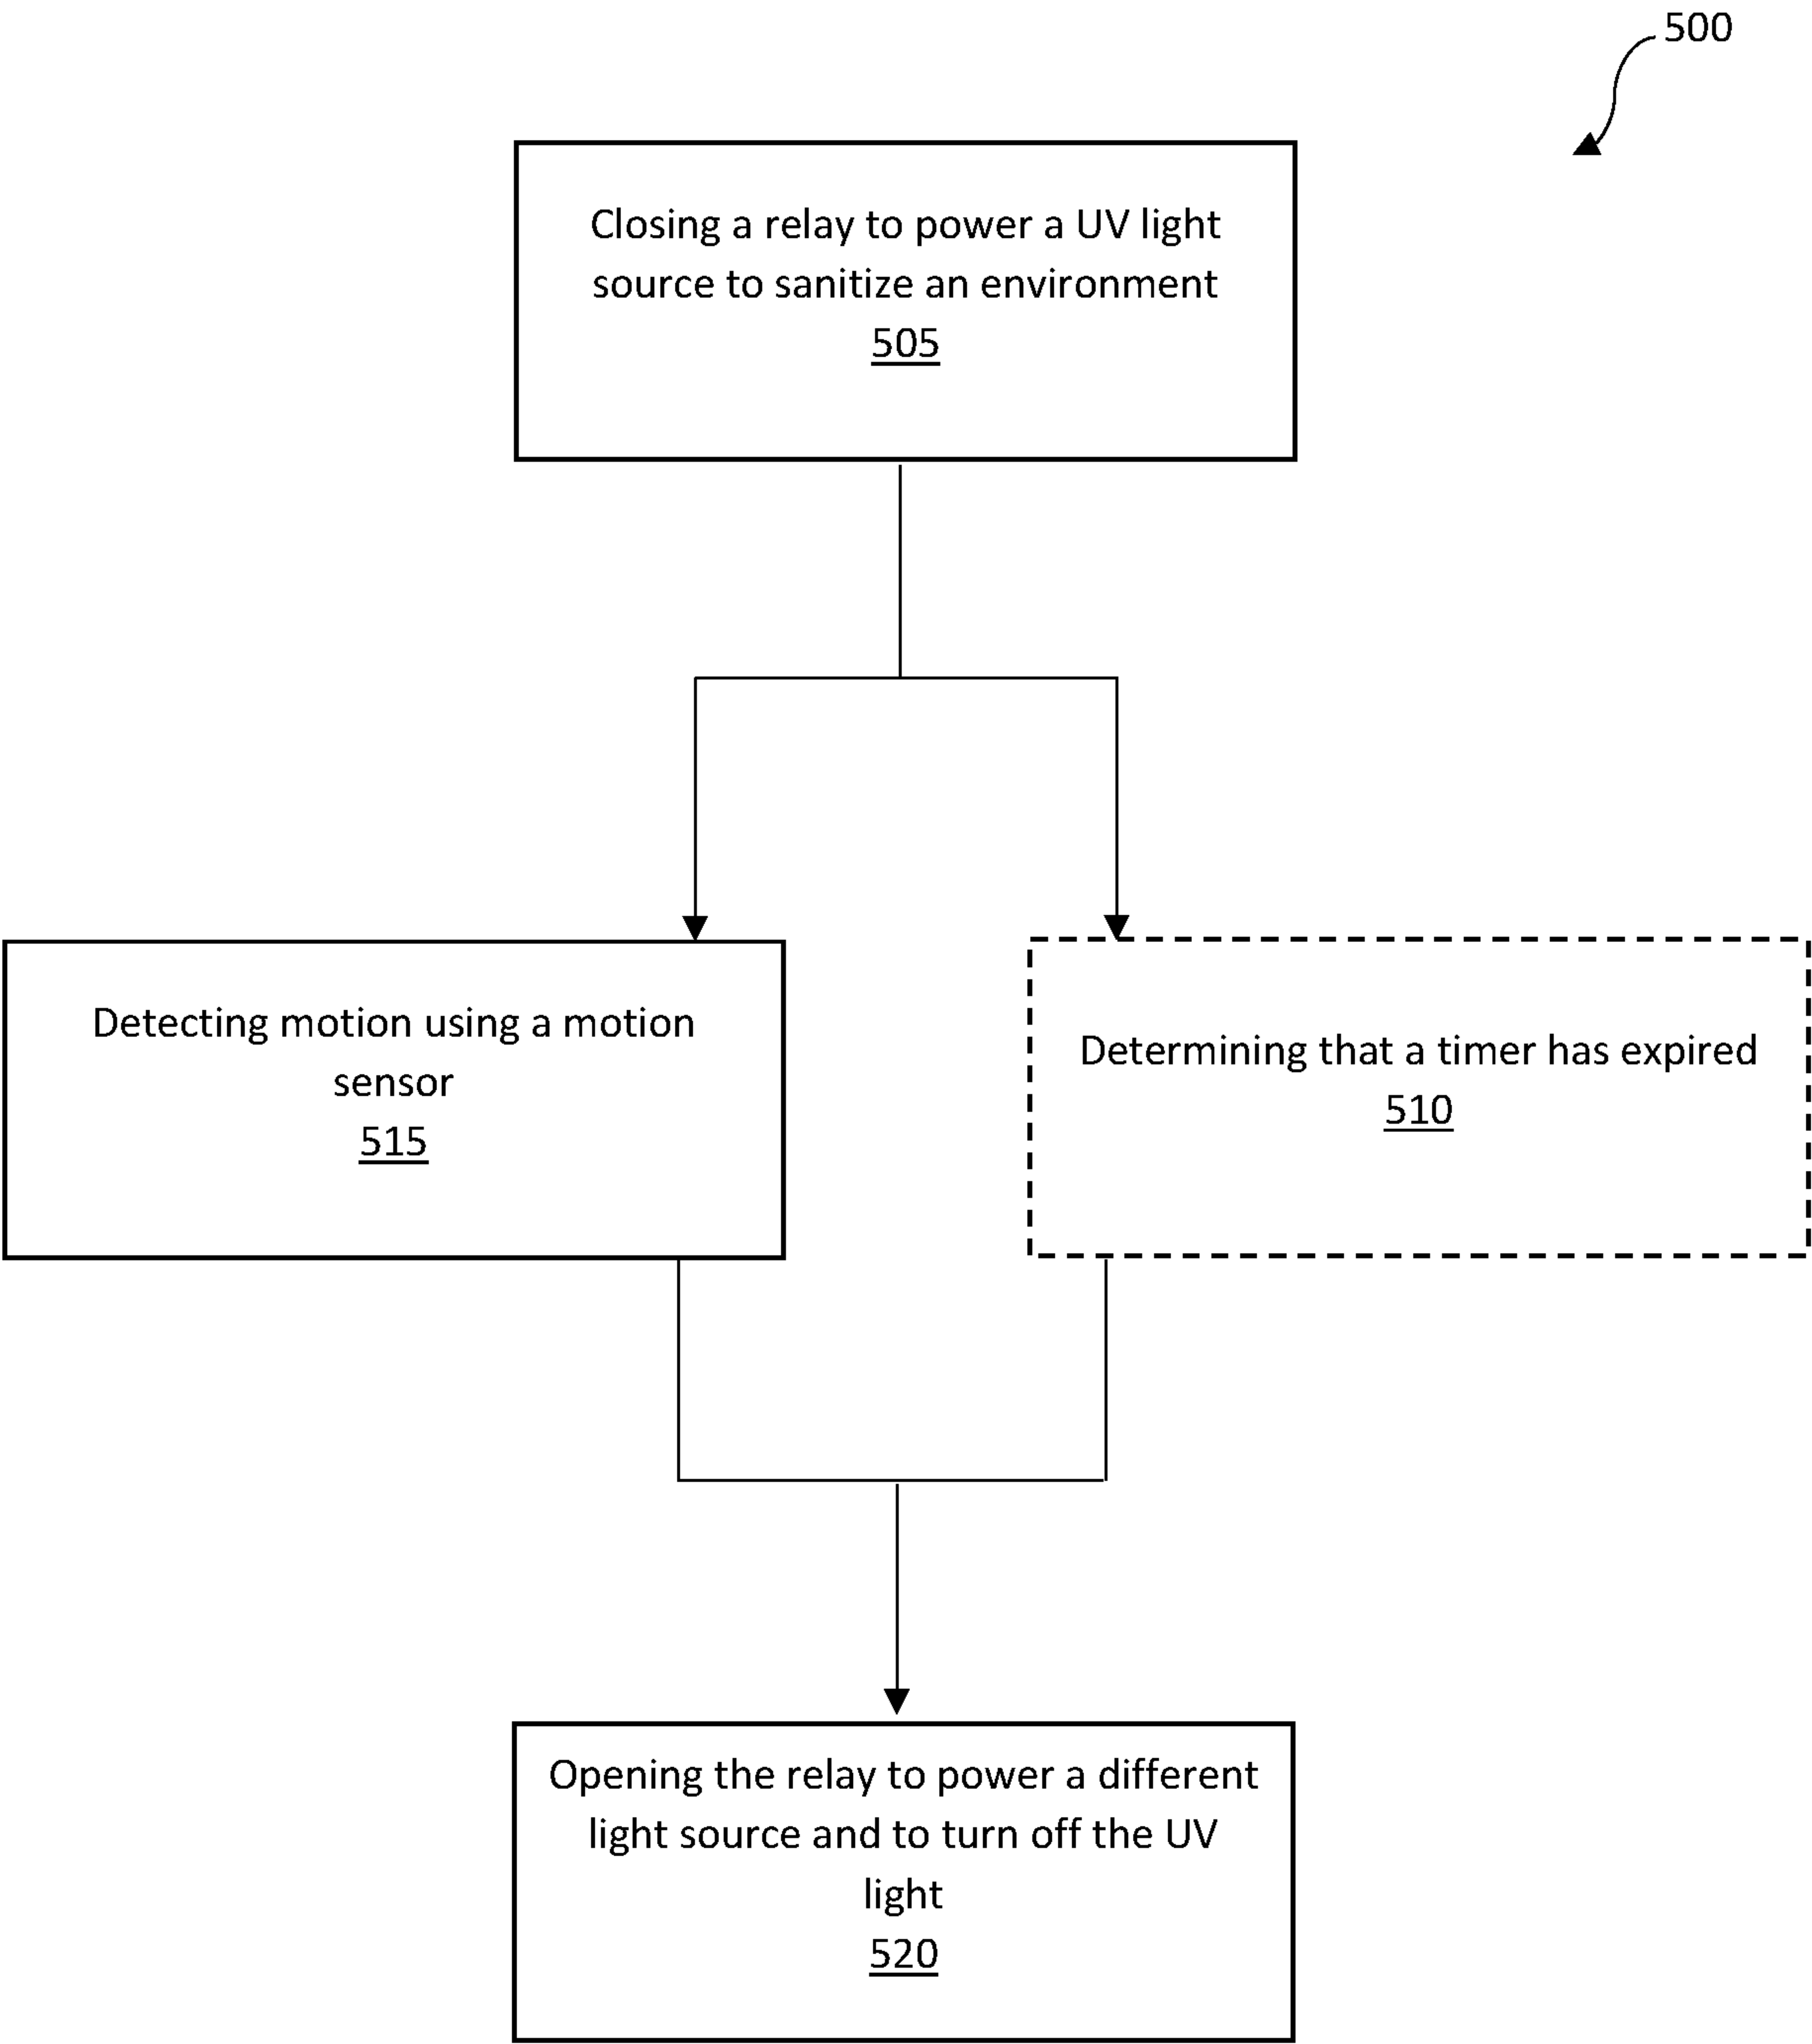 500
Closing a relay to power a UV light
source to sanitize an environment
505
Detecting motion using a motion
sensor
515
Determining that a timer has expired
510
Opening the relay to power a different
light source and to turn off the UV
light
520